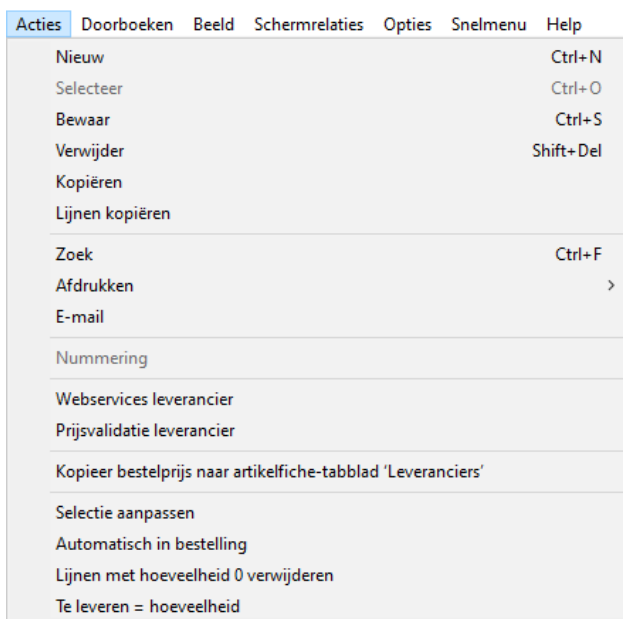 Acties Doorboeken Beeld Schermrelaties Opties Snelmenu Help
Nieuw Ctrl+N
Selecteer Ctrl+O
Bewaar Ctrl+S
Verwijder Shift+Del
Kopiëren
Lijnen kopiëren
Zoek Ctrl+F
Afdrukken >
E-mail
Nummering
Webservices leverancier
Prijsvalidatie leverancier
Kopieer bestelprijs naar artikelfiche-tabblad ‘Leveranciers’
Selectie aanpassen
Automatisch in bestelling
Lijnen met hoeveelheid 0 verwijderen
Te leveren = hoeveelheid